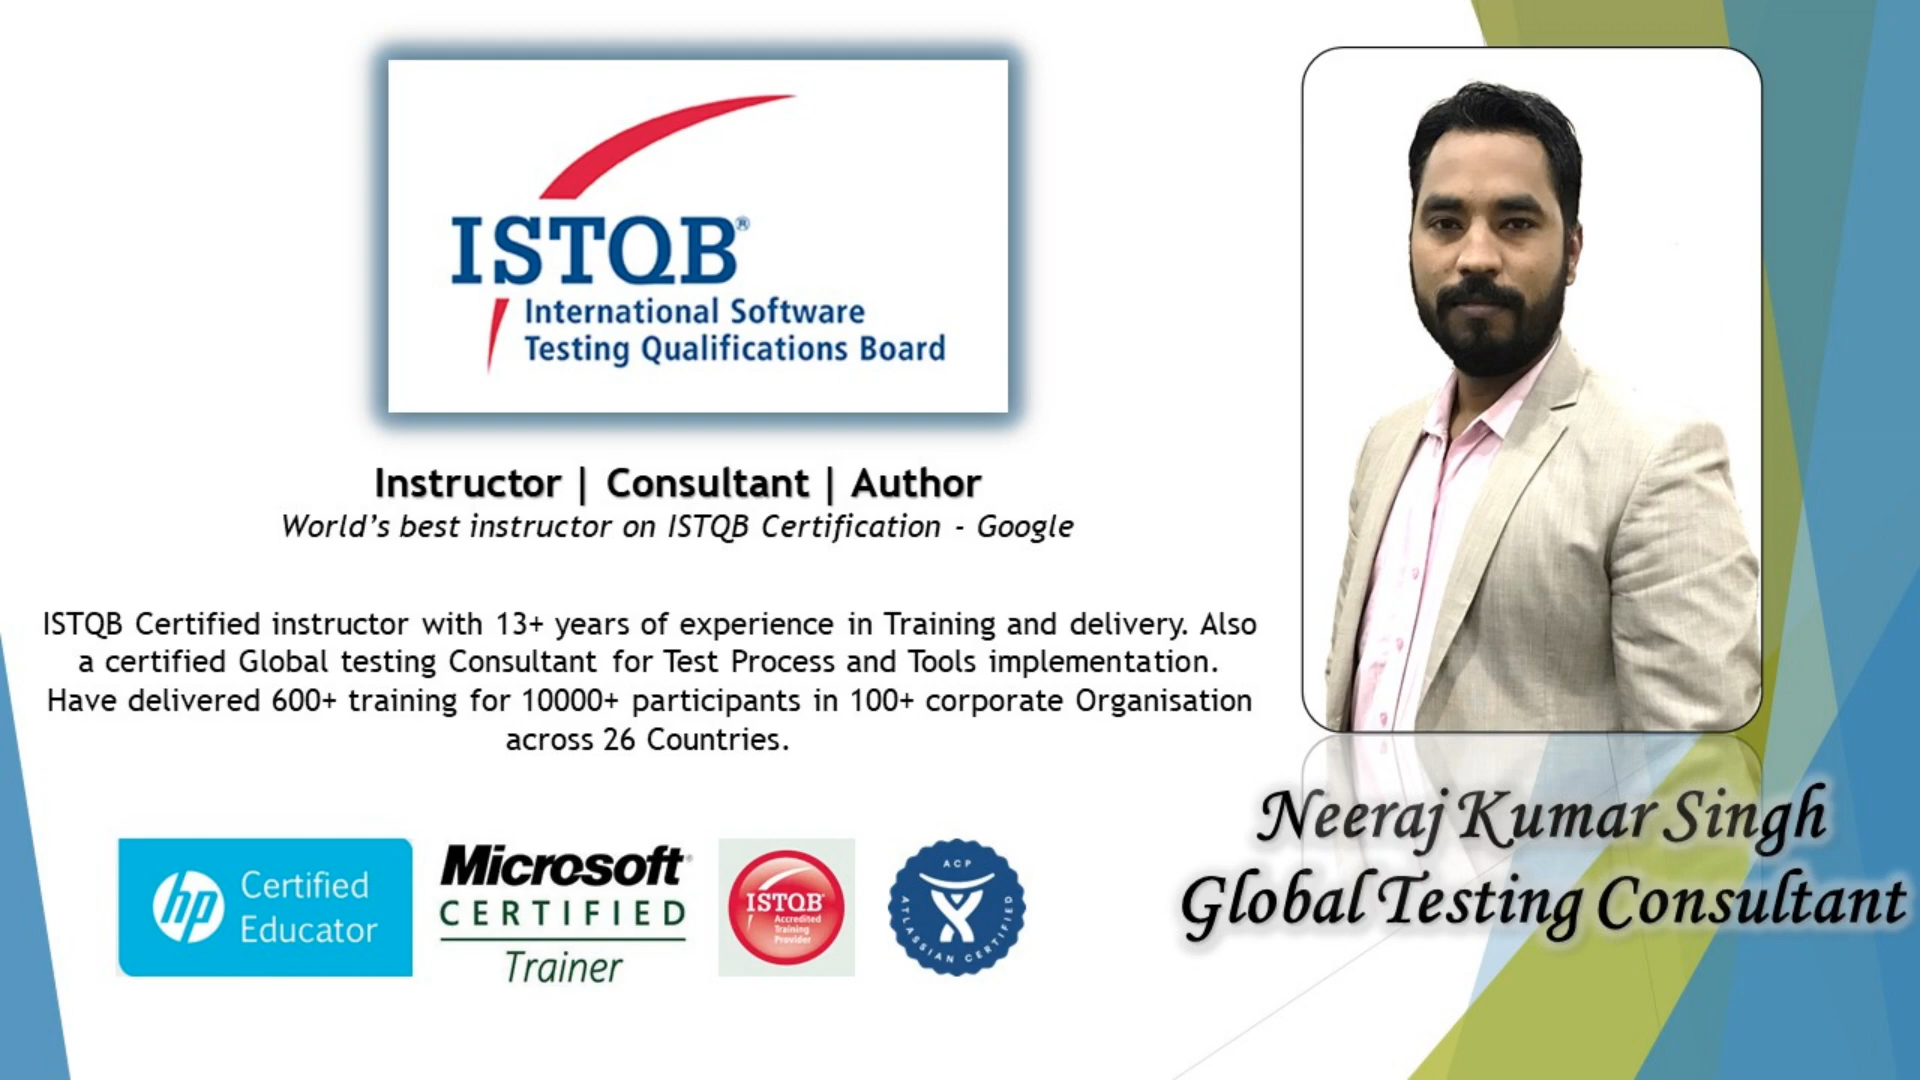 ISTQB®
International Software
Testing Qualifications Board
Instructor | Consultant | Author
World's best instructor on ISTQB Certification - Google
ISTQB Certified instructor with 13+ years of experience in Training and delivery. Also
a certified Global testing Consultant for Test Process and Tools implementation.
Have delivered 600+ training for 10000+ participants in 100+ corporate Organisation
across 26 Countries.
hp Certified
Educator
Microsoft
CERTIFIED
Trainer
ISTQB
Accredited
Training
Provider
ACP
ATLASSIAN CERTIFIED
Neeraj Kumar Singh
Global Testing Consultant